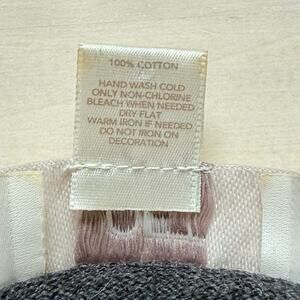 100% COTTON
HAND WASH COLD
ONLY NON-CHLORINE
BLEACH WHEN NEEDED
DRY FLAT
WARM IRON IF NEEDED
DO NOT IRON ON
DECORATION